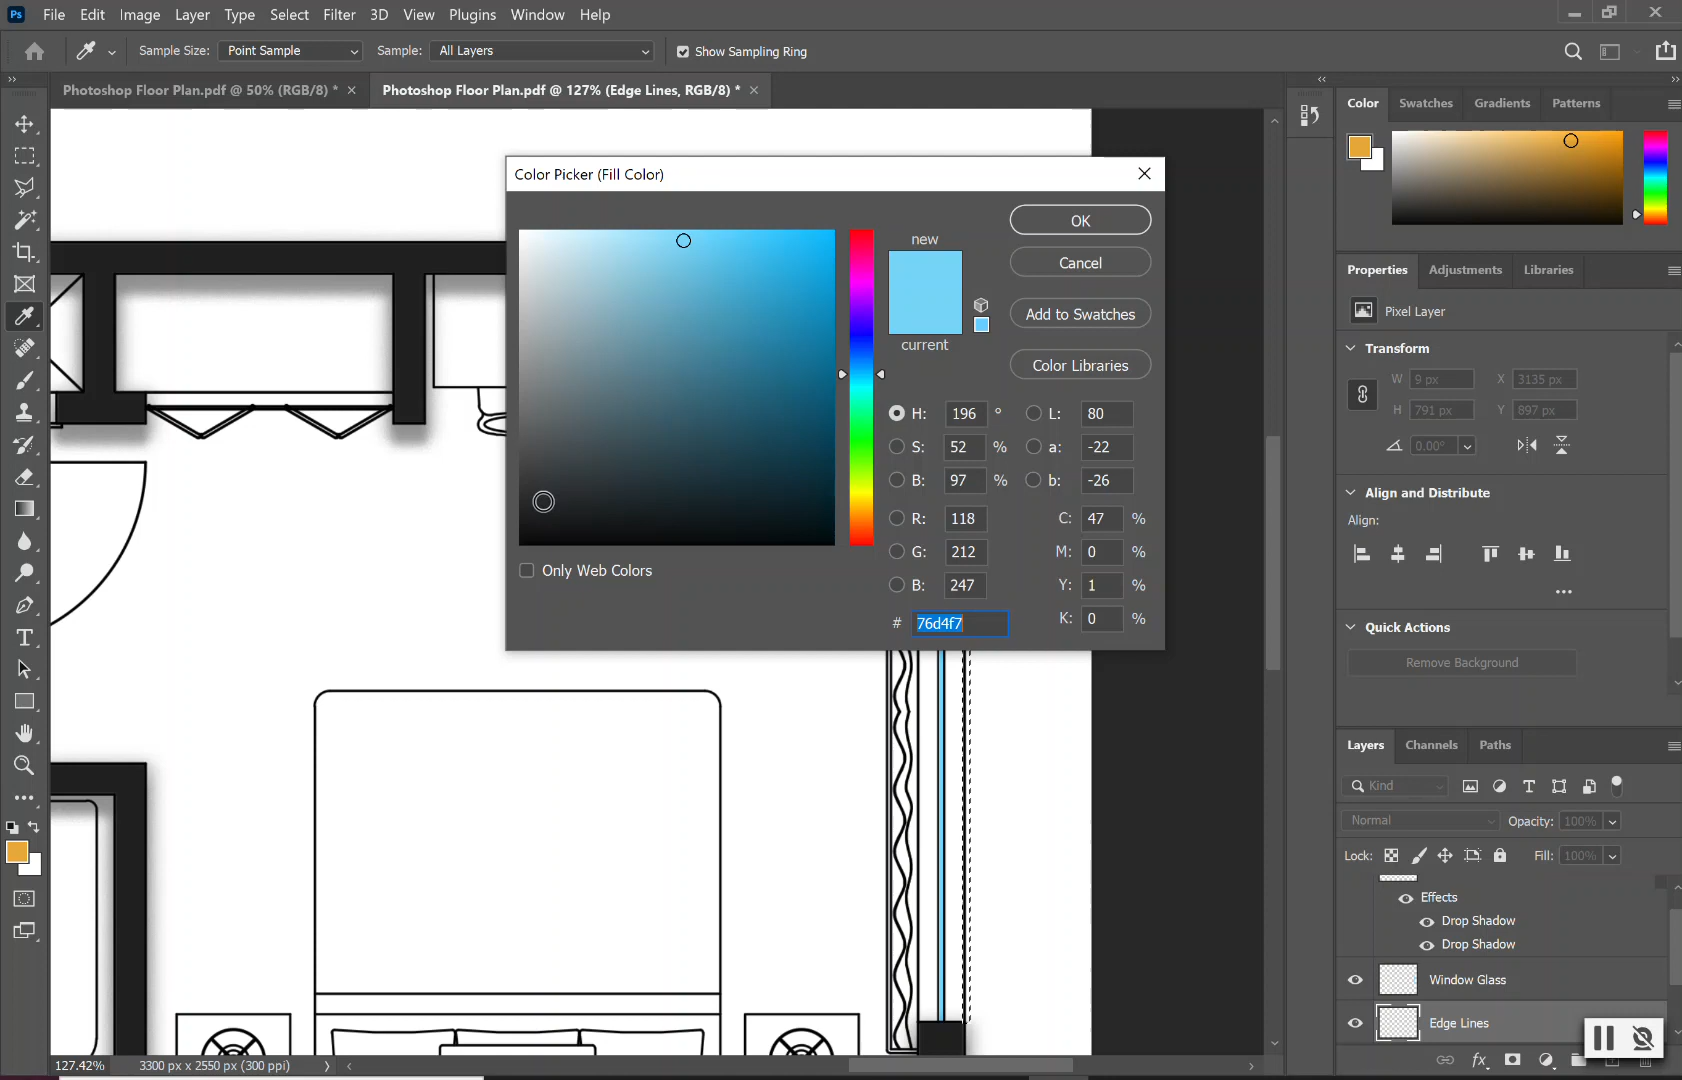 Ps File Edit Image Layer Type Select Filter 3D View Plugins Window Help
Sample Size: Point Sample Sample: All Layers Show Sampling Ring
Photoshop Floor Plan.pdf @ 50% (RGB/8) *
Photoshop Floor Plan.pdf @ 127% (Edge Lines, RGB/8) *
Color Picker (Fill Color)
new
current
OK
Cancel
Add to Swatches
Color Libraries
H: 196 ° L: 80
S: 52 % a: -22
B: 97 % b: -26
R: 118 C: 47 %
G: 212 M: 0 %
B: 247 Y: 1 %
# 76d4f7 K: 0 %
Only Web Colors
Color Swatches Gradients Patterns
Properties Adjustments Libraries
Pixel Layer
Transform
W 9 px X 3135 px
H 791 px Y 897 px
0.00°
Align and Distribute
Align:
Quick Actions
Remove Background
Layers Channels Paths
Kind
Normal Opacity: 100%
Lock: Fill: 100%
Effects
Drop Shadow
Drop Shadow
Window Glass
Edge Lines
fx
127.42% 3300 px x 2550 px (300 ppi)